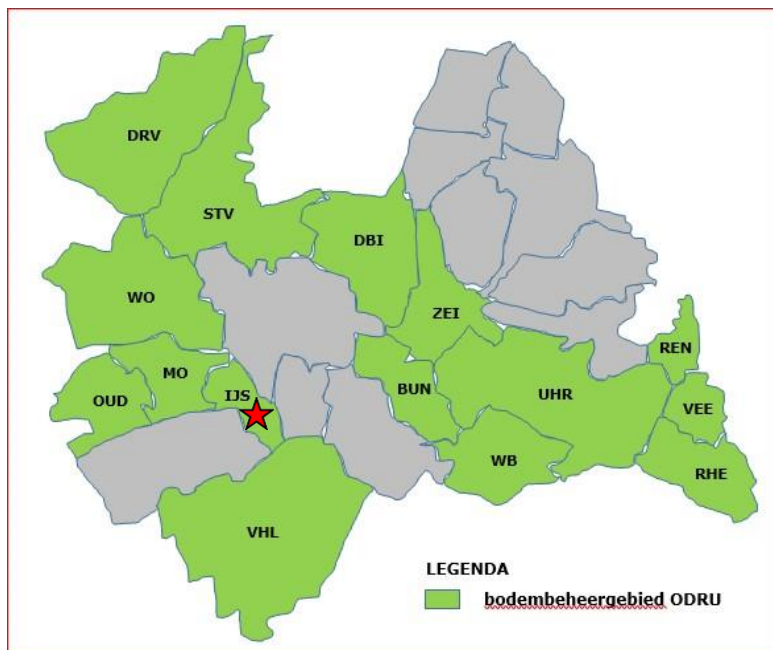 DRV
STV
DBI
WO
ZEI
REN
MO
IJS
BUN
UHR
OUD
VEE
WB
RHE
VHL
LEGENDA
bodembeheergebied ODRU